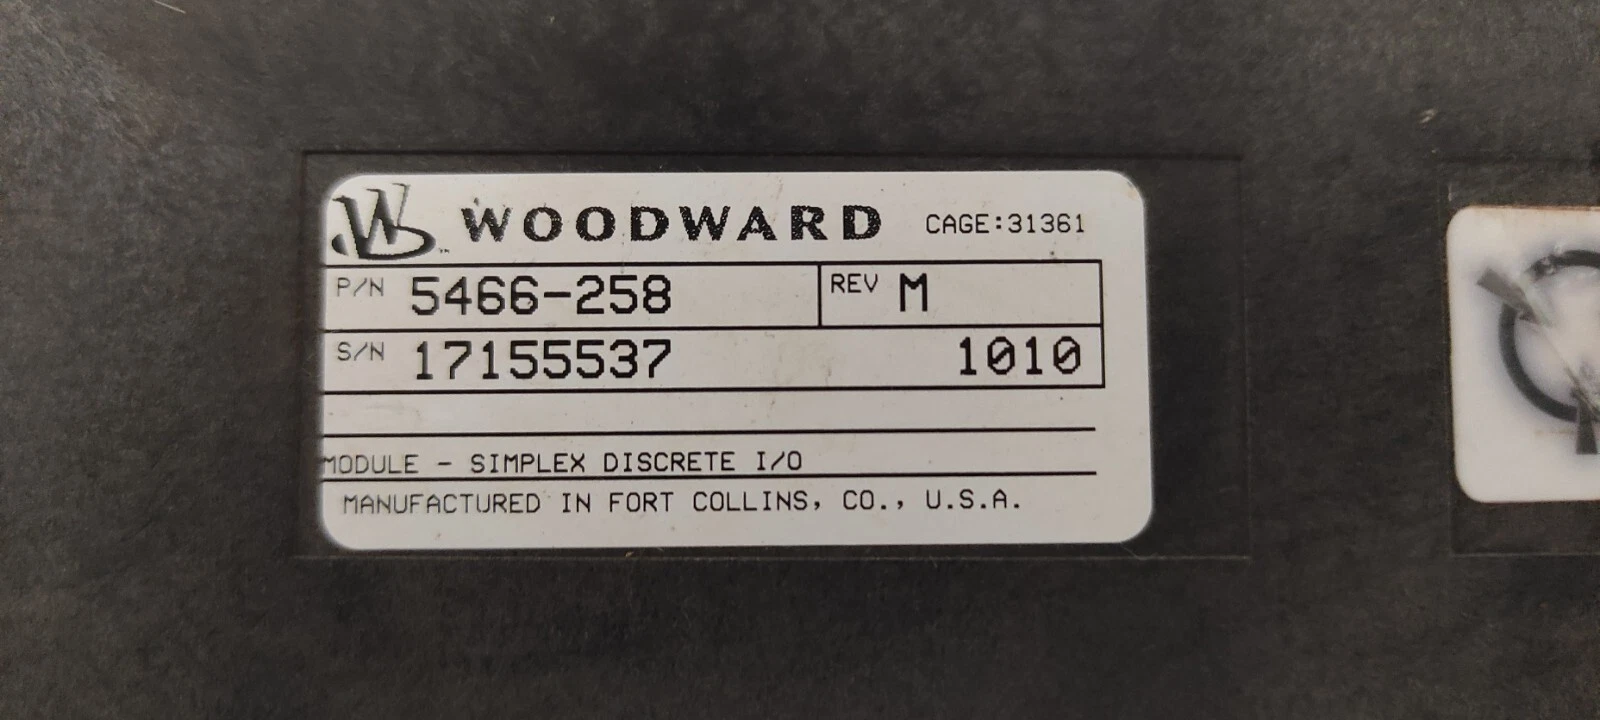 WOODWARD CAGE:31361
P/N 5466-258 REV M
S/N 17155537 1010
MODULE - SIMPLEX DISCRETE I/O
MANUFACTURED IN FORT COLLINS, CO., U.S.A.